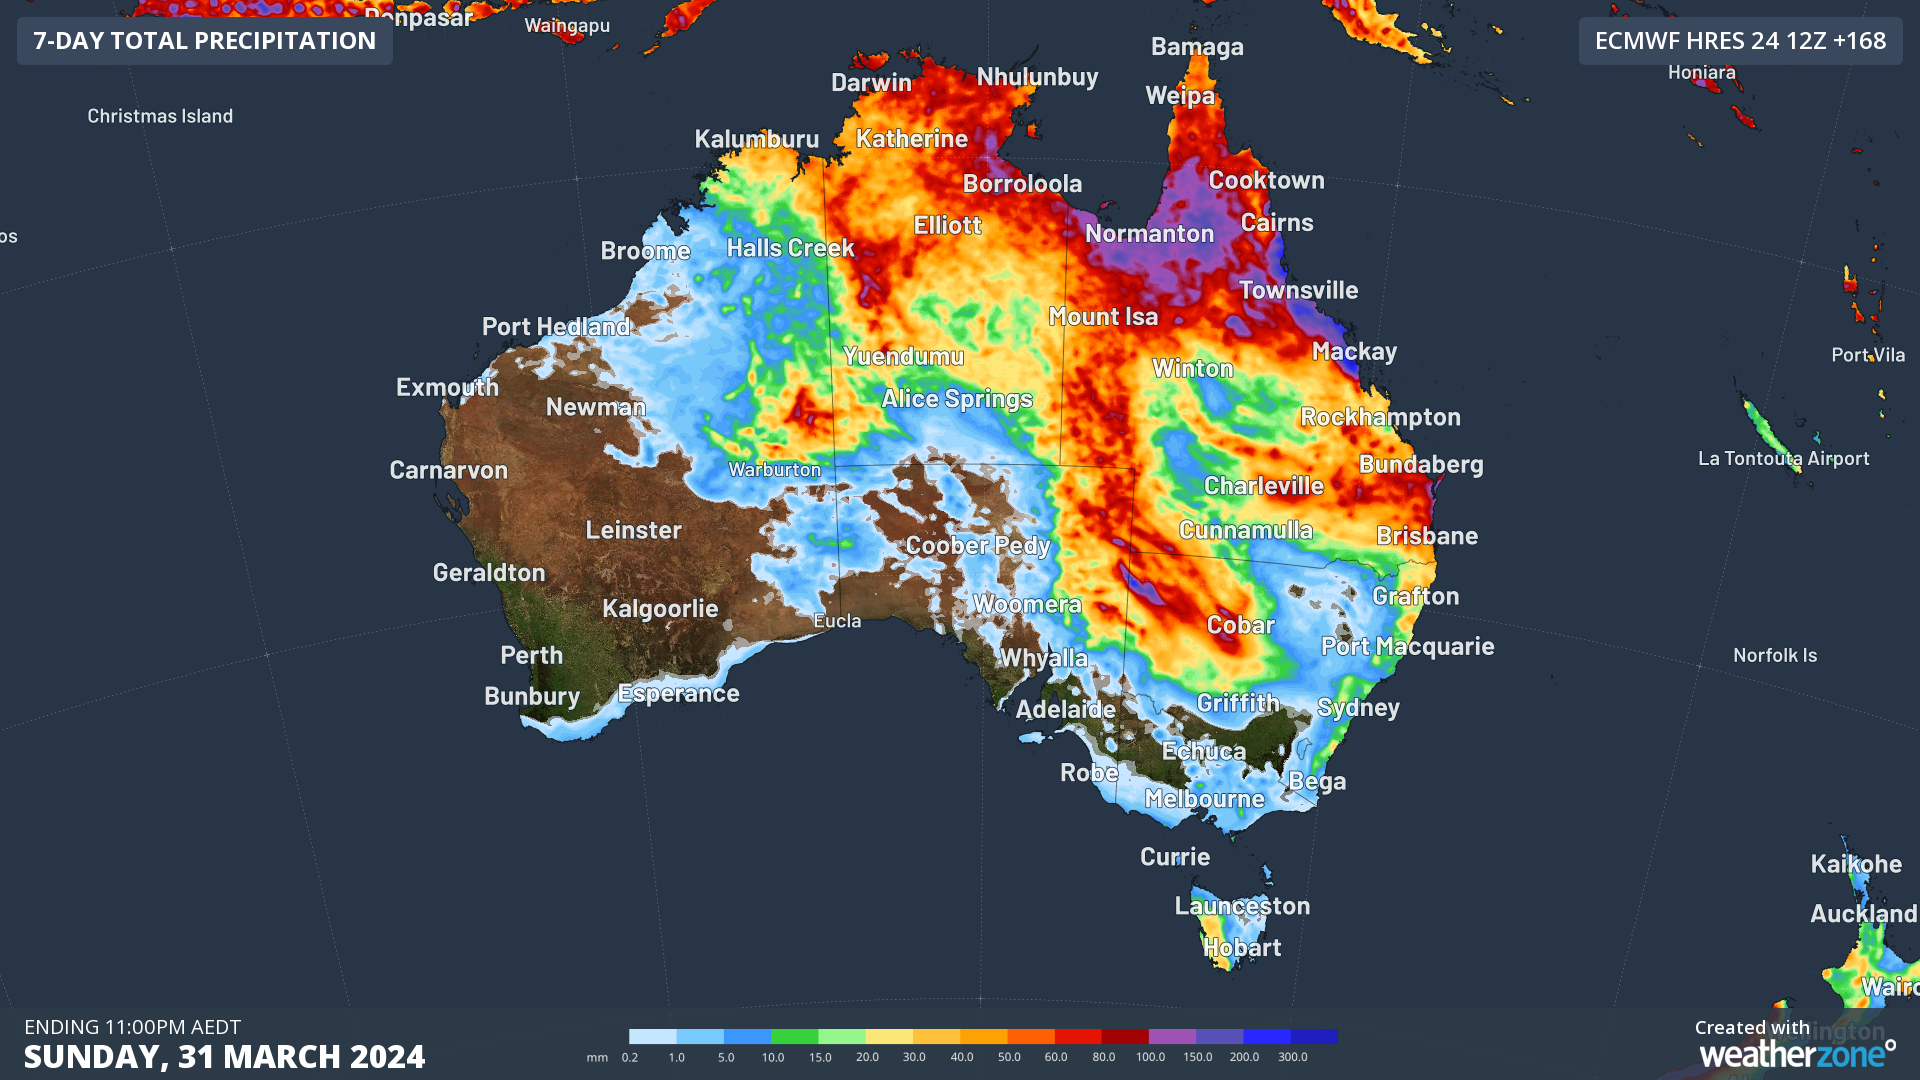 Denpasar
Waingapu
7-DAY TOTAL PRECIPITATION
ECMWF HRES 24 12Z +168
Bamaga
Honiara
Nhulunbuy
Darwin
Weipa
Christmas Island
Kalumburu
Katherine
Borroloola
Cooktown
Elliott
Cairns
Normanton
os
Broome
Halls Creek
Townsville
Mount Isa
Port Hedland
Mackay
Port Vila
Yuendumu
Winton
Exmouth
Alice Springs
Newman
Rockhampton
La Tontouta Airport
Carnarvon
Warburton
Bundaberg
Charleville
Leinster
Cunnamulla
Brisbane
Coober Pedy
Geraldton
Grafton
Kalgoorlie
Woomera
Eucla
Cobar
Port Macquarie
Perth
Whyalla
Norfolk Is
Bunbury
Esperance
Adelaide
Griffith
Sydney
Echuca
Robe
Bega
Melbourne
Currie
Kaikohe
Launceston
Auckland
Hobart
Wairo
ENDING 11:00PM AEDT
SUNDAY, 31 MARCH 2024
mm 0.2 1.0 5.0 10.0 15.0 20.0 30.0 40.0 50.0 60.0 80.0 100.0 150.0 200.0 300.0
Created with
lington
weatherzone°